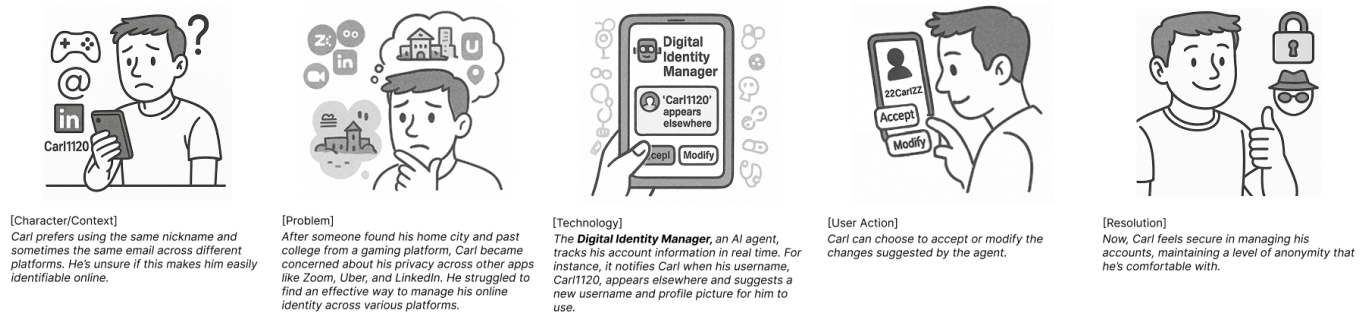 ?
@
in
Carl1120
[Character/Context]
Carl prefers using the same nickname and
sometimes the same email across different
platforms. He's unsure if this makes him easily
identifiable online.
Z
in
U
[Problem]
After someone found his home city and past
college from a gaming platform, Carl became
concerned about his privacy across other apps
like Zoom, Uber, and LinkedIn. He struggled to
find an effective way to manage his online
identity across various platforms.
Digital
Identity
Manager
'Carl1120'
appears
elsewhere
ccepl
Modify
[Technology]
The Digital Identity Manager, an AI agent,
tracks his account information in real time. For
instance, it notifies Carl when his username,
Carl1120, appears elsewhere and suggests a
new username and profile picture for him to
use.
22CarlZZ
Accept
Modify
[User Action]
Carl can choose to accept or modify the
changes suggested by the agent.
[Resolution]
Now, Carl feels secure in managing his
accounts, maintaining a level of anonymity that
he's comfortable with.